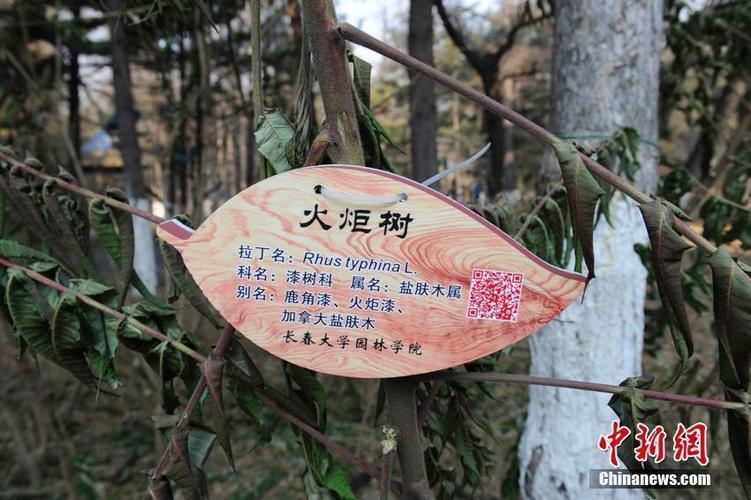 火炬树
拉丁名：Rhus typhina L.
科名：漆树科 属名：盐肤木属
别名：鹿角漆、火炬漆、
加拿大盐肤木
长春大学园林学院
中新网
Chinanews.com